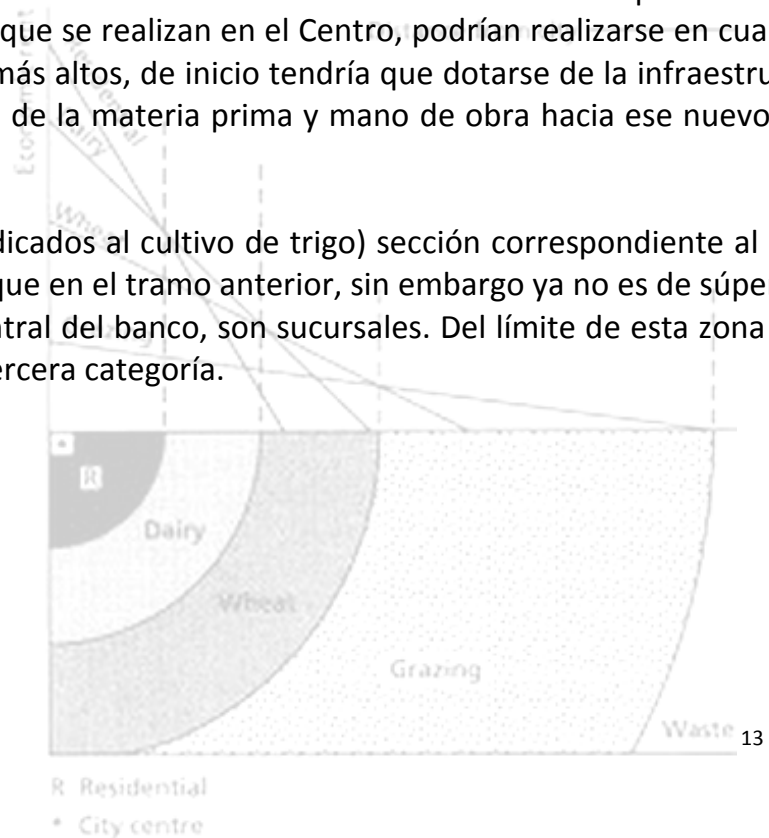 que se realizan en el Centro, podrían realizarse en cua
más altos, de inicio tendría que dotarse de la infraestru
de la materia prima y mano de obra hacia ese nuevo
Residential
Dairy
Wheat
dicados al cultivo de trigo) sección correspondiente al
que en el tramo anterior, sin embargo ya no es de súpe
ntral del banco, son sucursales. Del límite de esta zona
ercera categoría.
R
Dairy
Wheat
Grazing
Waste
13
R Residential
* City centre